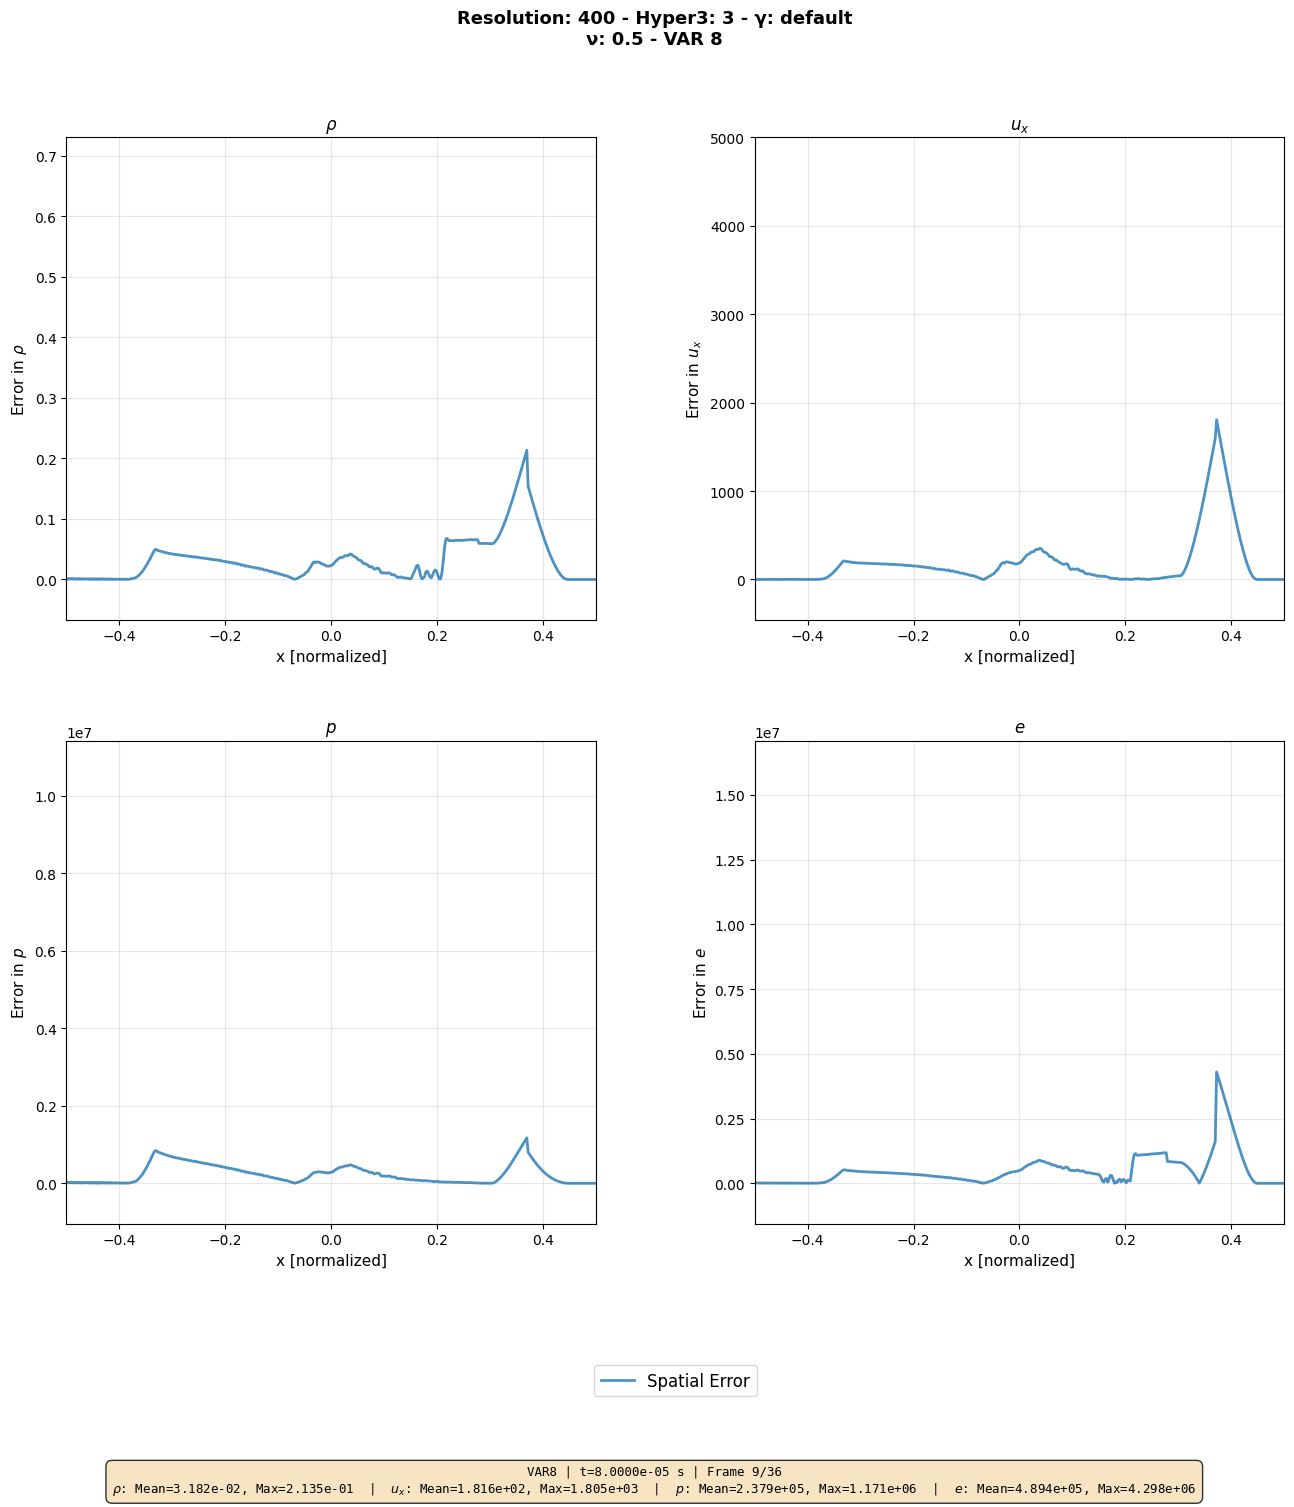 Resolution: 400 - Hyper3: 3 - γ: default
ν: 0.5 - VAR 8
ρ
0.7
0.6
0.5
0.4
0.3
0.2
0.1
0.0
Error in ρ
−0.4 −0.2 0.0 0.2 0.4
x [normalized]
u_x
5000
4000
3000
2000
1000
0
Error in u_x
−0.4 −0.2 0.0 0.2 0.4
x [normalized]
p
1e7
1.0
0.8
0.6
0.4
0.2
0.0
Error in p
−0.4 −0.2 0.0 0.2 0.4
x [normalized]
e
1e7
1.50
1.25
1.00
0.75
0.50
0.25
0.00
Error in e
−0.4 −0.2 0.0 0.2 0.4
x [normalized]
Spatial Error
VAR8 | t=8.0000e-05 s | Frame 9/36
ρ: Mean=3.182e-02, Max=2.135e-01 | u_x: Mean=1.816e+02, Max=1.805e+03 | p: Mean=2.379e+05, Max=1.171e+06 | e: Mean=4.894e+05, Max=4.298e+06